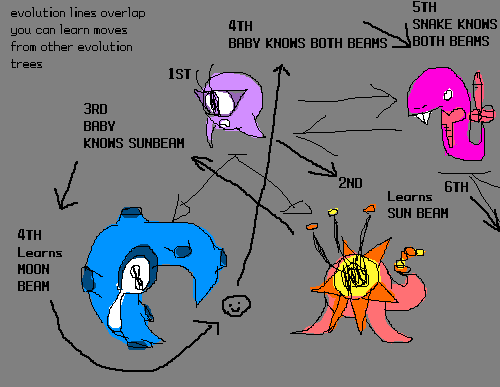 evolution lines overlap
you can learn moves
from other evolution
trees
4TH
BABY KNOWS BOTH BEAMS
5TH
SNAKE KNOWS
BOTH BEAMS
1ST
3RD
BABY
KNOWS SUNBEAM
2ND
Learns
SUN BEAM
6TH
4TH
Learns
MOON
BEAM